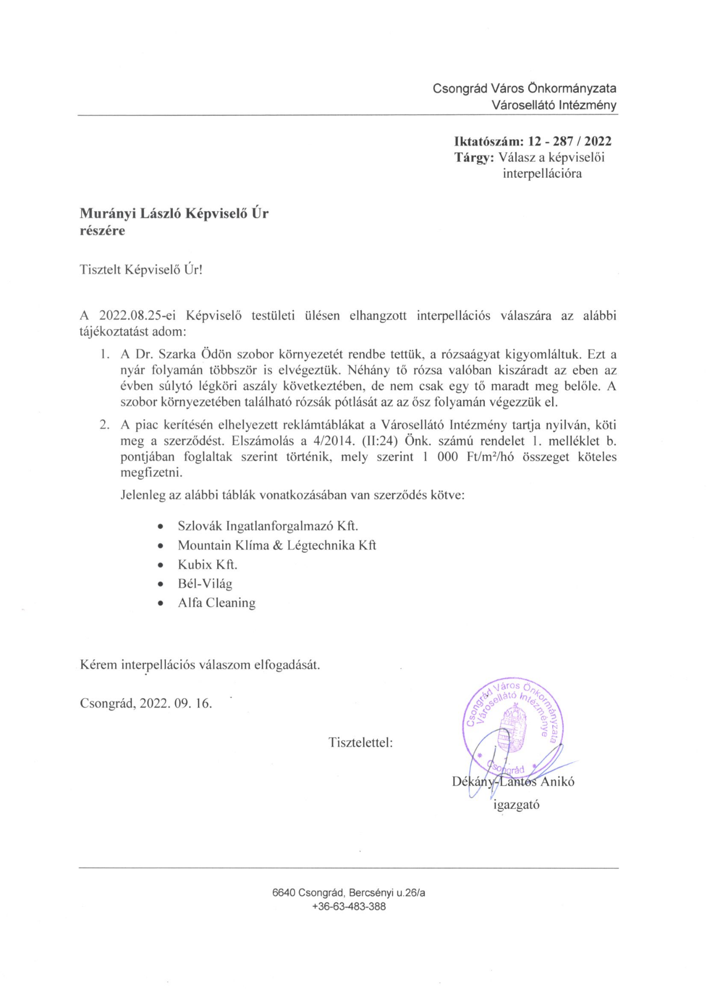 Csongrád Város Önkormányzata
Városellátó Intézmény
Iktatószám: 12 - 287 / 2022
Tárgy: Válasz a képviselői
interpellációra
Murányi László Képviselő Úr
részére
Tisztelt Képviselő Úr!
A 2022.08.25-ei Képviselő testületi ülésen elhangzott interpellációs válaszára az alábbi
tájékoztatást adom:
1. A Dr. Szarka Ödön szobor környezetét rendbe tettük, a rózsaágyat kigyomláltuk. Ezt a
nyár folyamán többször is elvégeztük. Néhány tő rózsa valóban kiszáradt az eben az
évben súlytó légköri aszály következtében, de nem csak egy tő maradt meg belőle. A
szobor környezetében található rózsák pótlását az az ősz folyamán végezzük el.
2. A piac kerítésén elhelyezett reklámtáblákat a Városellátó Intézmény tartja nyilván, köti
meg a szerződést. Elszámolás a 4/2014. (II:24) Önk. számú rendelet 1. melléklet b.
pontjában foglaltak szerint történik, mely szerint 1 000 Ft/m²/hó összeget köteles
megfizetni.
Jelenleg az alábbi táblák vonatkozásában van szerződés kötve:
• Szlovák Ingatlanforgalmazó Kft.
• Mountain Klíma & Légtechnika Kft
• Kubix Kft.
• Bél-Világ
• Alfa Cleaning
Kérem interpellációs válaszom elfogadását.
Csongrád, 2022. 09. 16.
Csongrád Város Önkormányzata
Városellátó Intézménye
* Csongrád *
Tisztelettel:
Dékány-Lantos Anikó
igazgató
6640 Csongrád, Bercsényi u.26/a
+36-63-483-388